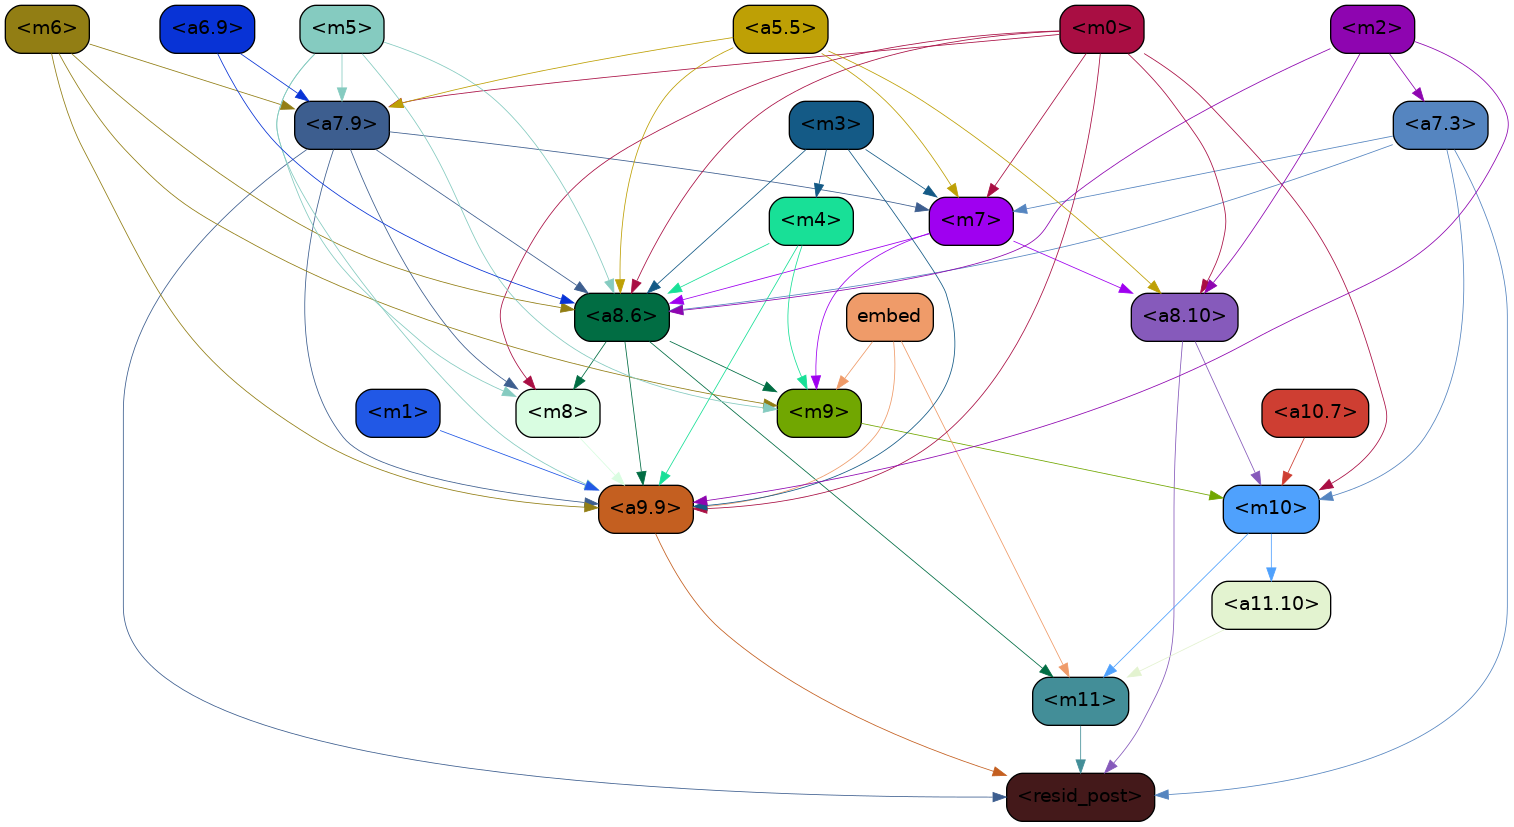 <m6>
<a6.9>
<m5>
<a5.5>
<m0>
<m2>
<a7.9>
<m3>
<a7.3>
<m4>
<m7>
<a8.6>
embed
<a8.10>
<m1>
<m8>
<m9>
<a10.7>
<a9.9>
<m10>
<a11.10>
<m11>
<resid_post>